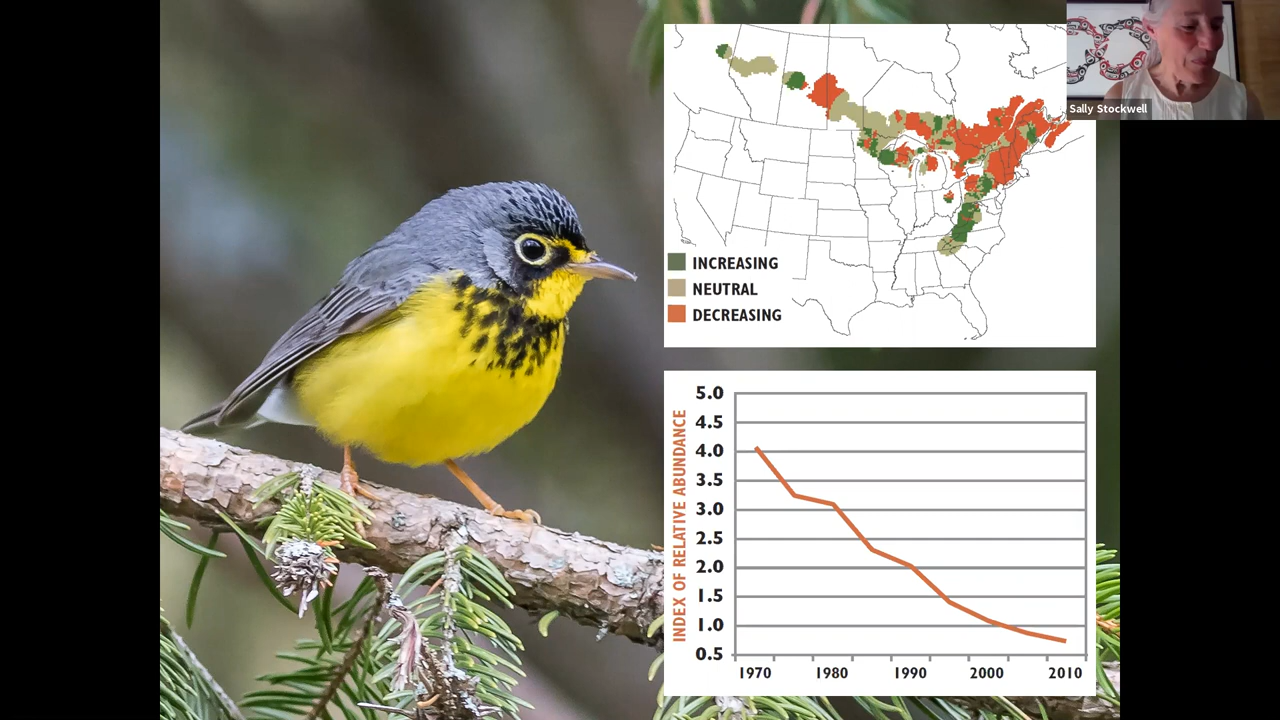 Sally Stockwell
INCREASING
NEUTRAL
DECREASING
INDEX OF RELATIVE ABUNDANCE
5.0
4.5
4.0
3.5
3.0
2.5
2.0
1.5
1.0
0.5
1970 1980 1990 2000 2010